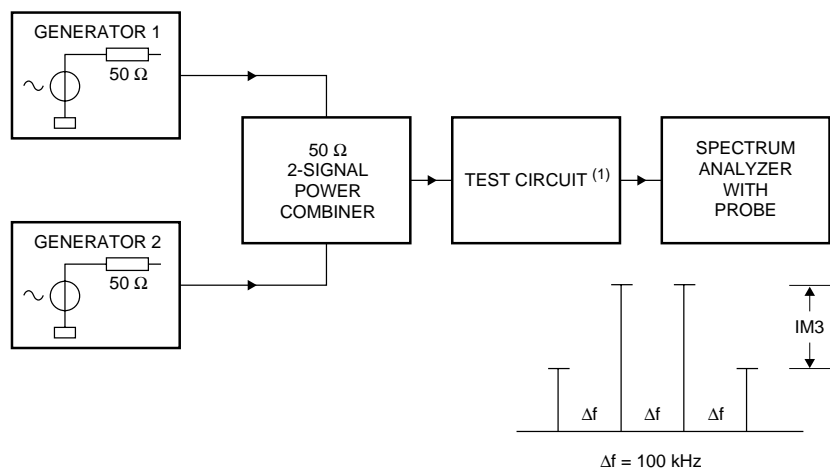 GENERATOR 1
50 Ω
50 Ω
2-SIGNAL
POWER
COMBINER
TEST CIRCUIT (1)
SPECTRUM
ANALYZER
WITH
PROBE
GENERATOR 2
50 Ω
IM3
Δf Δf Δf
Δf = 100 kHz